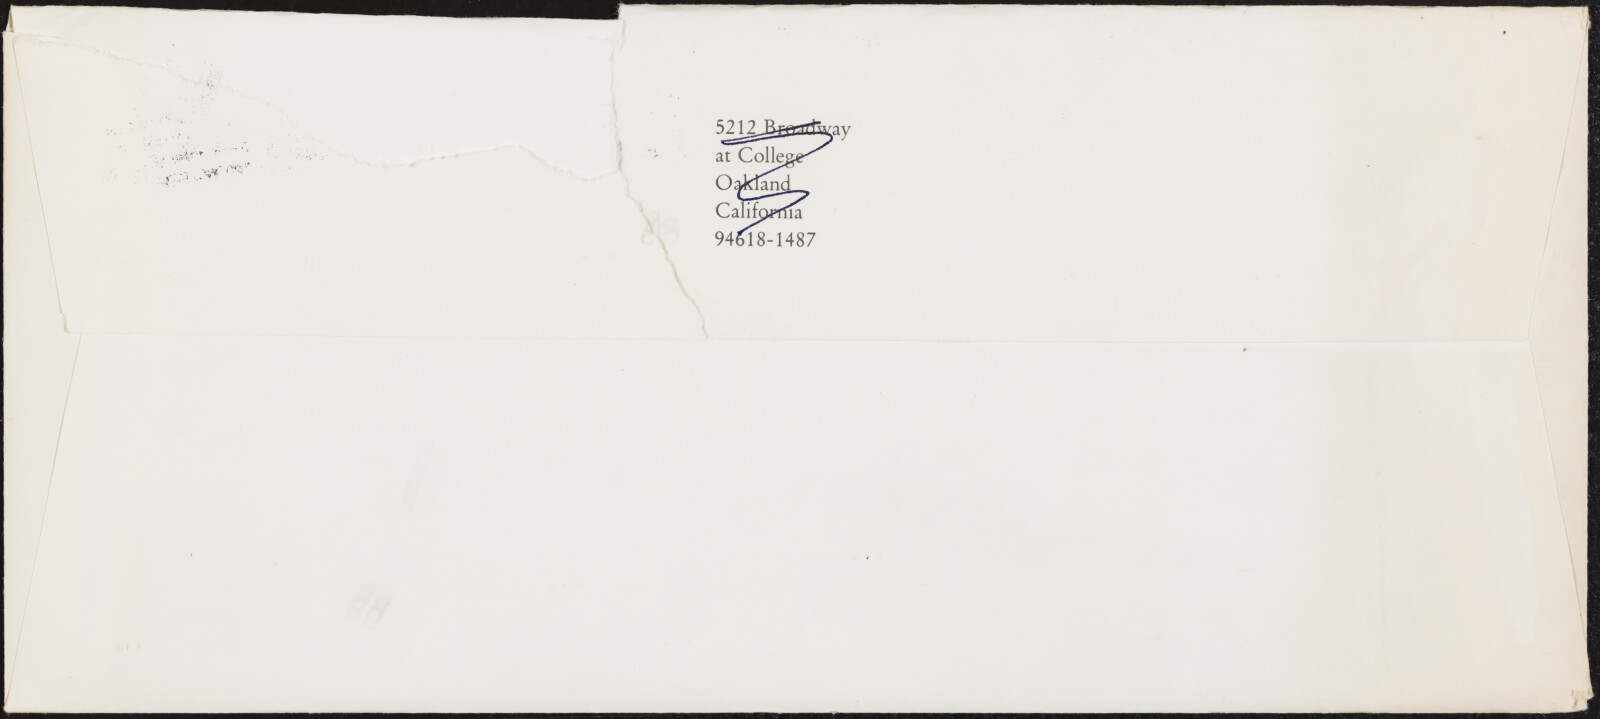 5212 Broadway
at College
Oakland
California
94618-1487